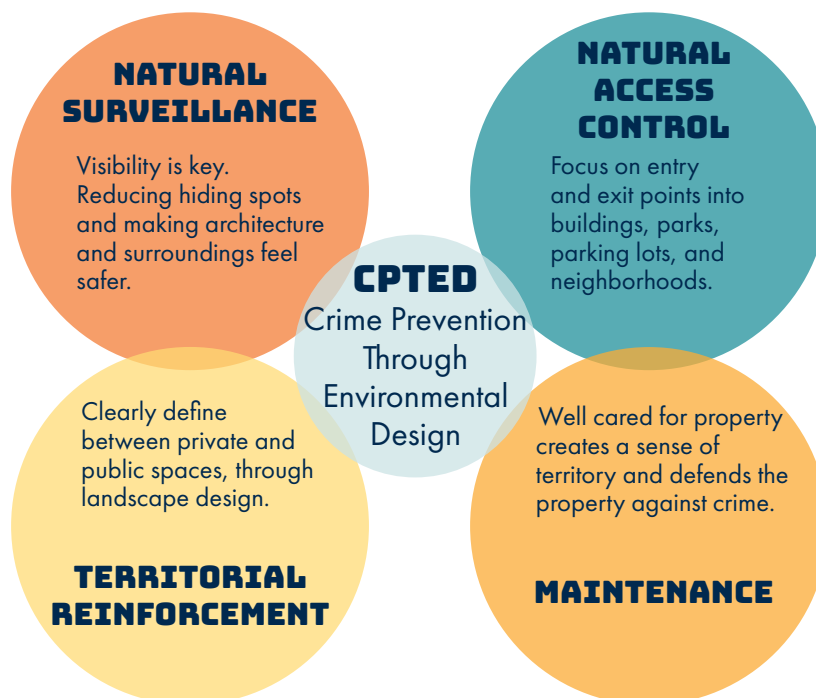 NATURAL
SURVEILLANCE
Visibility is key.
Reducing hiding spots
and making architecture
and surroundings feel
safer.
NATURAL
ACCESS
CONTROL
Focus on entry
and exit points into
buildings, parks,
parking lots, and
neighborhoods.
CPTED
Crime Prevention
Through
Environmental
Design
Clearly define
between private and
public spaces, through
landscape design.
TERRITORIAL
REINFORCEMENT
Well cared for property
creates a sense of
territory and defends the
property against crime.
MAINTENANCE